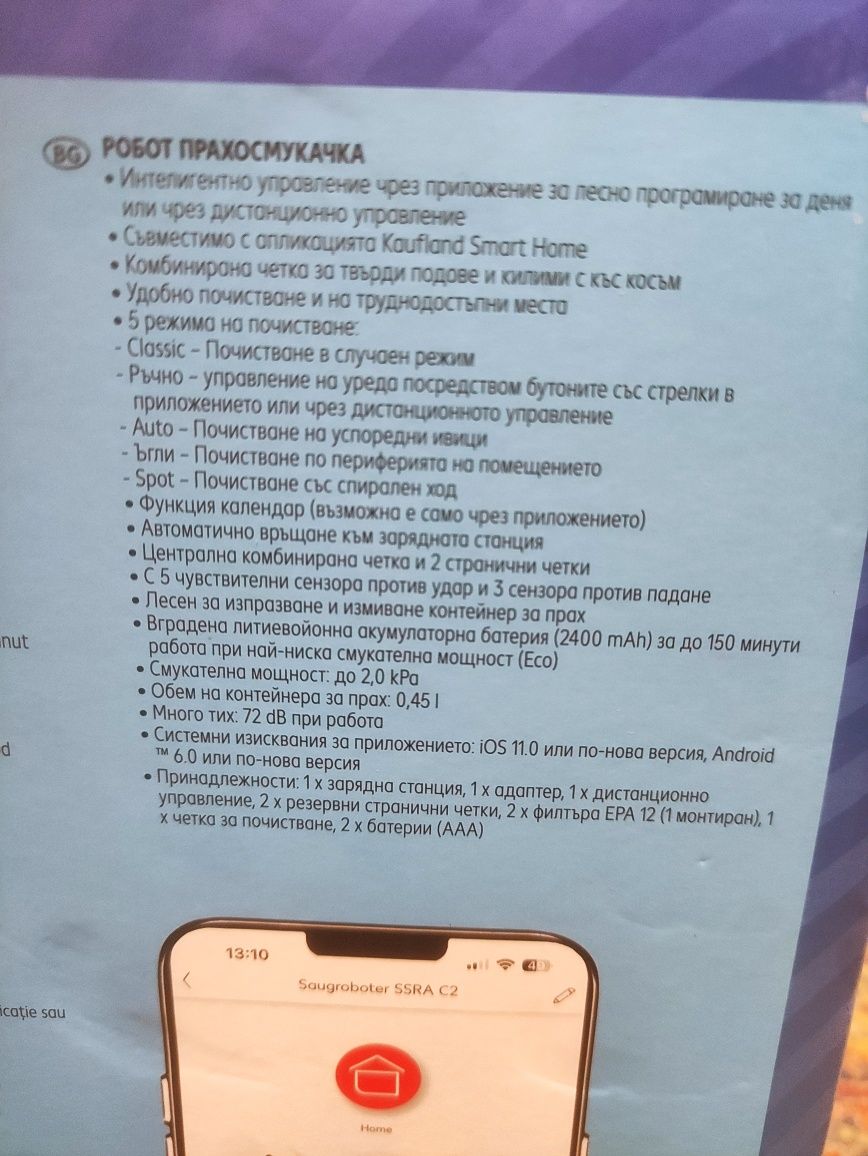 BG РОБОТ ПРАХОСМУКАЧКА
• Интелигентно управление чрез приложение за лесно програмиране за деня
или чрез дистанционно управление
• Съвместимо с апликацията Kaufland Smart Home
• Комбинирана четка за твърди подове и килими с къс косъм
• Удобно почистване и на труднодостъпни места
• 5 режима на почистване:
- Classic – Почистване в случаен режим
- Ръчно – управление на уреда посредством бутоните със стрелки в
приложението или чрез дистанционното управление
- Auto – Почистване на успоредни ивици
- Ъгли – Почистване по периферията на помещението
- Spot – Почистване със спирален ход
• Функция календар (възможна е само чрез приложението)
• Автоматично връщане към зарядната станция
• Централна комбинирана четка и 2 странични четки
• С 5 чувствителни сензора против удар и 3 сензора против падане
• Лесен за изпразване и измиване контейнер за прах
• Вградена литиевойонна акумулаторна батерия (2400 mAh) за до 150 минути
работа при най-ниска смукателна мощност (Eco)
• Смукателна мощност: до 2,0 kPa
• Обем на контейнера за прах: 0,45 l
• Много тих: 72 dB при работа
• Системни изисквания за приложението: iOS 11.0 или по-нова версия, Android
™ 6.0 или по-нова версия
• Принадлежности: 1 x зарядна станция, 1 x адаптер, 1 x дистанционно
управление, 2 x резервни странични четки, 2 x филтъра EPA 12 (1 монтиран), 1
x четка за почистване, 2 x батерии (AAA)
nut
d
icație sau
13:10
Saugroboter SSRA C2
Home